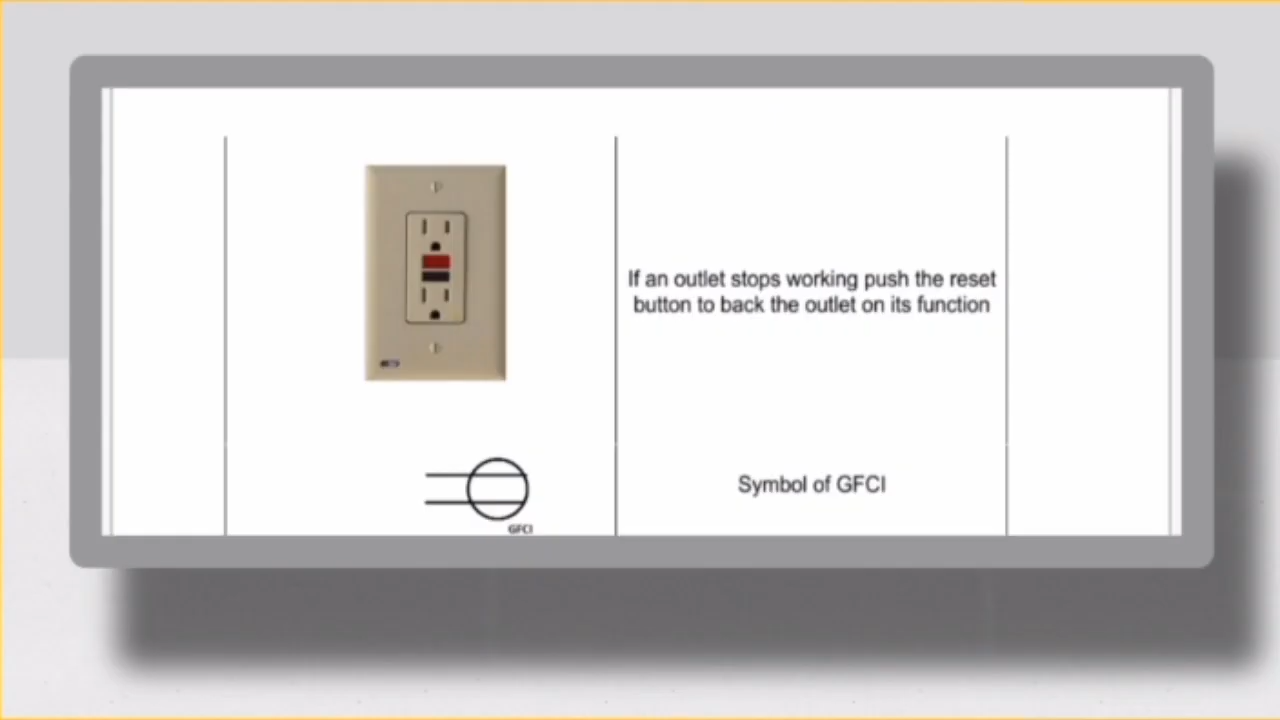 If an outlet stops working push the reset
button to back the outlet on its function
Symbol of GFCI
GFCI